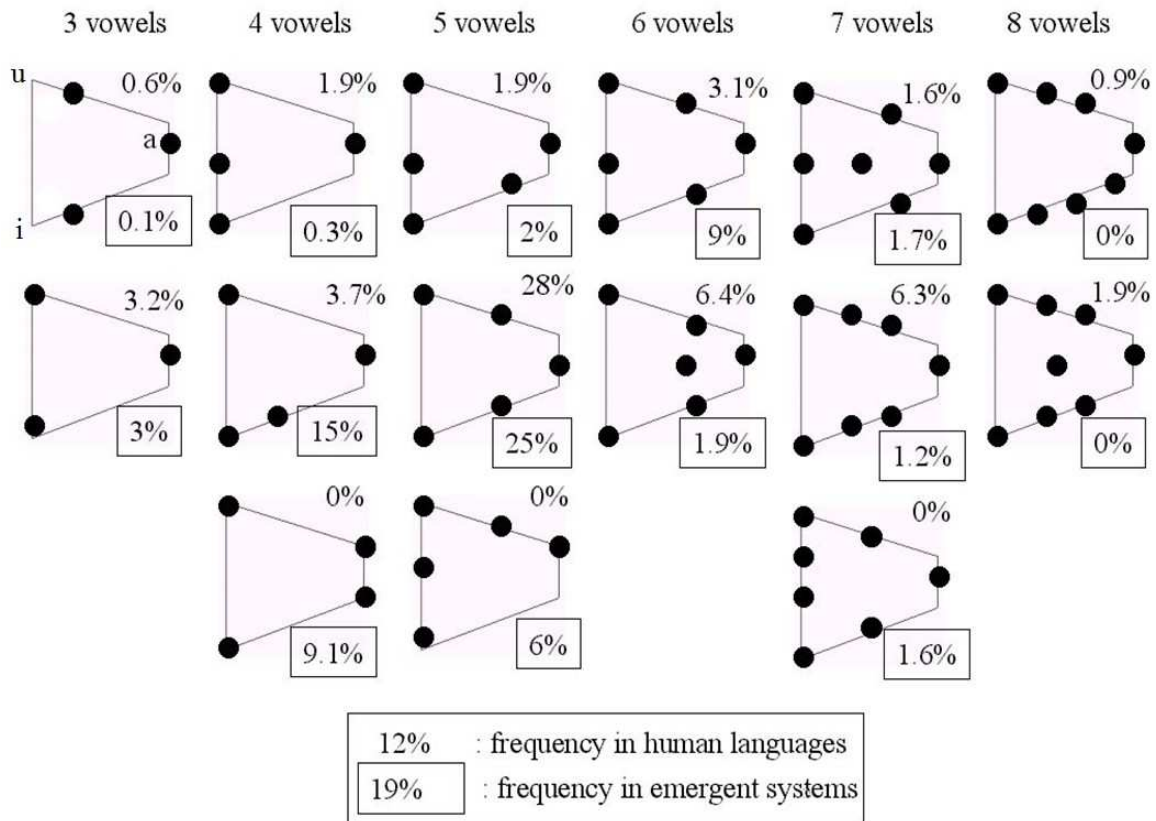 3 vowels 4 vowels 5 vowels 6 vowels 7 vowels 8 vowels
u 0.6% 1.9% 1.9% 3.1% 1.6% 0.9%
a
i 0.1% 0.3% 2% 9% 1.7% 0%
3.2% 3.7% 28% 6.4% 6.3% 1.9%
3% 15% 25% 1.9% 1.2% 0%
0% 0% 0%
9.1% 6% 1.6%
12% : frequency in human languages
19% : frequency in emergent systems